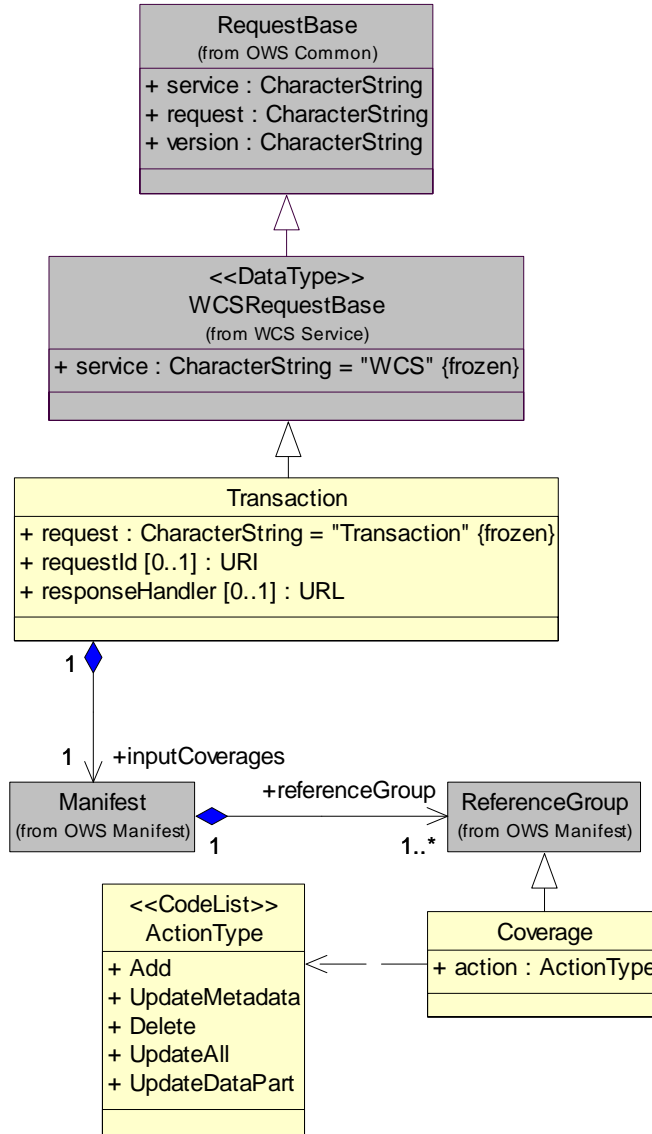 RequestBase
(from OWS Common)
+ service : CharacterString
+ request : CharacterString
+ version : CharacterString
<<DataType>>
WCSRequestBase
(from WCS Service)
+ service : CharacterString = "WCS" {frozen}
Transaction
+ request : CharacterString = "Transaction" {frozen}
+ requestId [0..1] : URI
+ responseHandler [0..1] : URL
1
1
+inputCoverages
Manifest
(from OWS Manifest)
1
+referenceGroup
1..*
ReferenceGroup
(from OWS Manifest)
<<CodeList>>
ActionType
+ Add
+ UpdateMetadata
+ Delete
+ UpdateAll
+ UpdateDataPart
Coverage
+ action : ActionType